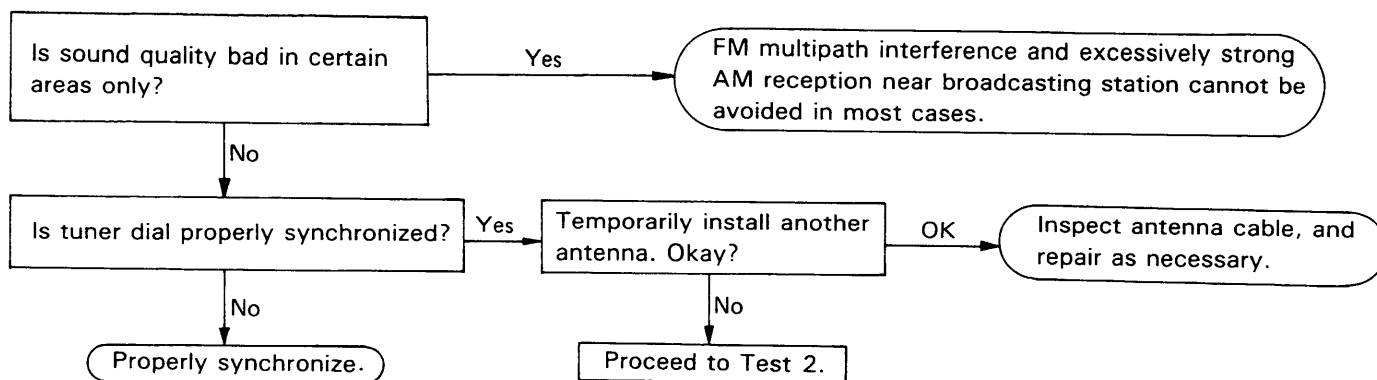 Is sound quality bad in certain
areas only?
Yes
FM multipath interference and excessively strong
AM reception near broadcasting station cannot be
avoided in most cases.
No
Is tuner dial properly synchronized?
Yes
Temporarily install another
antenna. Okay?
OK
Inspect antenna cable, and
repair as necessary.
No
No
Properly synchronize.
Proceed to Test 2.